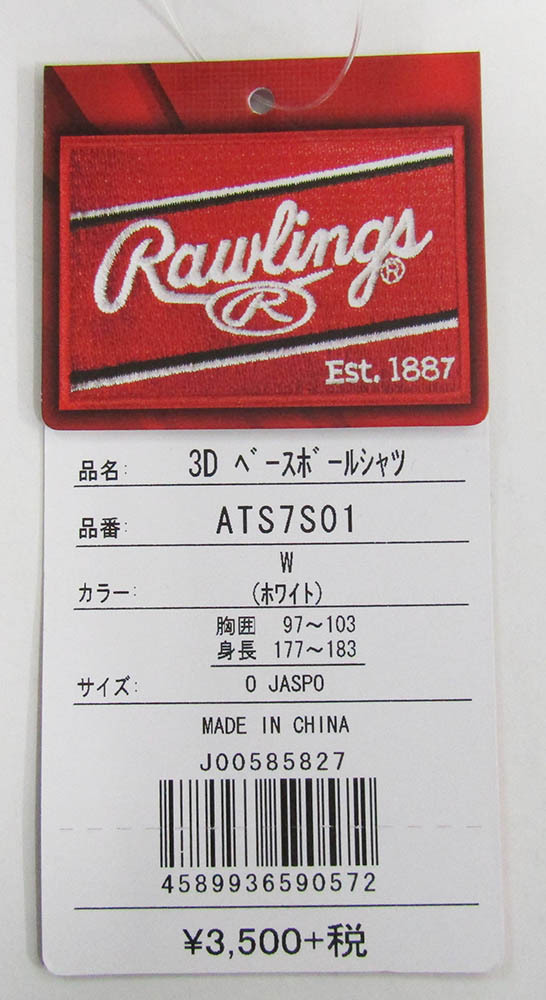 Rawlings®
R
Est. 1887
品名: 3D ベースボールシャツ
品番: ATS7S01
W
カラー: (ホワイト)
胸囲 97～103
身長 177～183
サイズ: O JASPO
MADE IN CHINA
J00585827
4589936590572
¥3,500+税